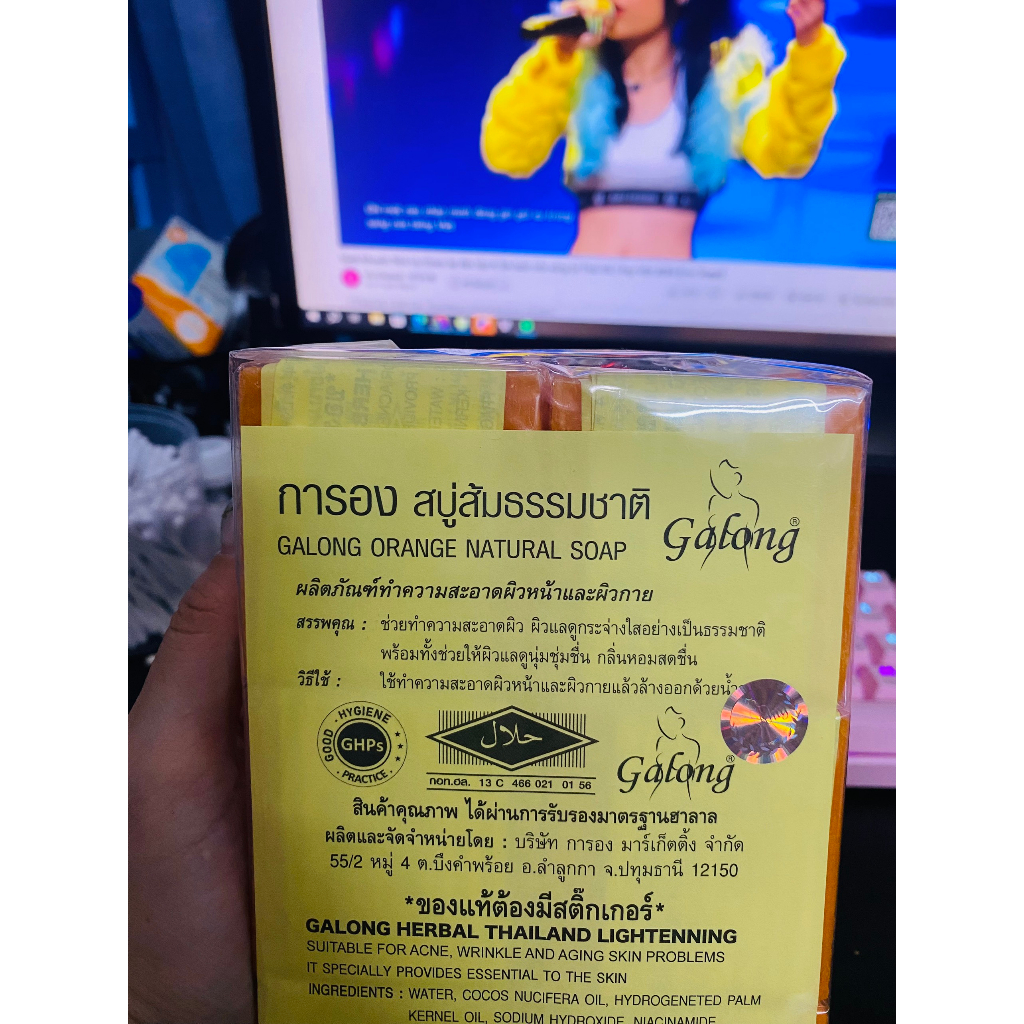 การอง สบู่ส้มธรรมชาติ
GALONG ORANGE NATURAL SOAP
Galong®
ผลิตภัณฑ์ทำความสะอาดผิวหน้าและผิวกาย
สรรพคุณ : ช่วยทำความสะอาดผิว ผิวแลดูกระจ่างใสอย่างเป็นธรรมชาติ
พร้อมทั้งช่วยให้ผิวแลดูนุ่มชุ่มชื่น กลิ่นหอมสดชื่น
วิธีใช้ : ใช้ทำความสะอาดผิวหน้าและผิวกายแล้วล้างออกด้วยน้ำ
GOOD HYGIENE PRACTICE
GHPs
حلال
กอท.ฮล. 13 C 466 021 01 56
Galong®
สินค้าคุณภาพ ได้ผ่านการรับรองมาตรฐานฮาลาล
ผลิตและจัดจำหน่ายโดย : บริษัท การอง มาร์เก็ตติ้ง จำกัด
55/2 หมู่ 4 ต.บึงคำพร้อย อ.ลำลูกกา จ.ปทุมธานี 12150
*ของแท้ต้องมีสติ๊กเกอร์*
GALONG HERBAL THAILAND LIGHTENNING
SUITABLE FOR ACNE, WRINKLE AND AGING SKIN PROBLEMS
IT SPECIALLY PROVIDES ESSENTIAL TO THE SKIN
INGREDIENTS : WATER, COCOS NUCIFERA OIL, HYDROGENETED PALM
KERNEL OIL, SODIUM HYDROXIDE, NIACINAMIDE